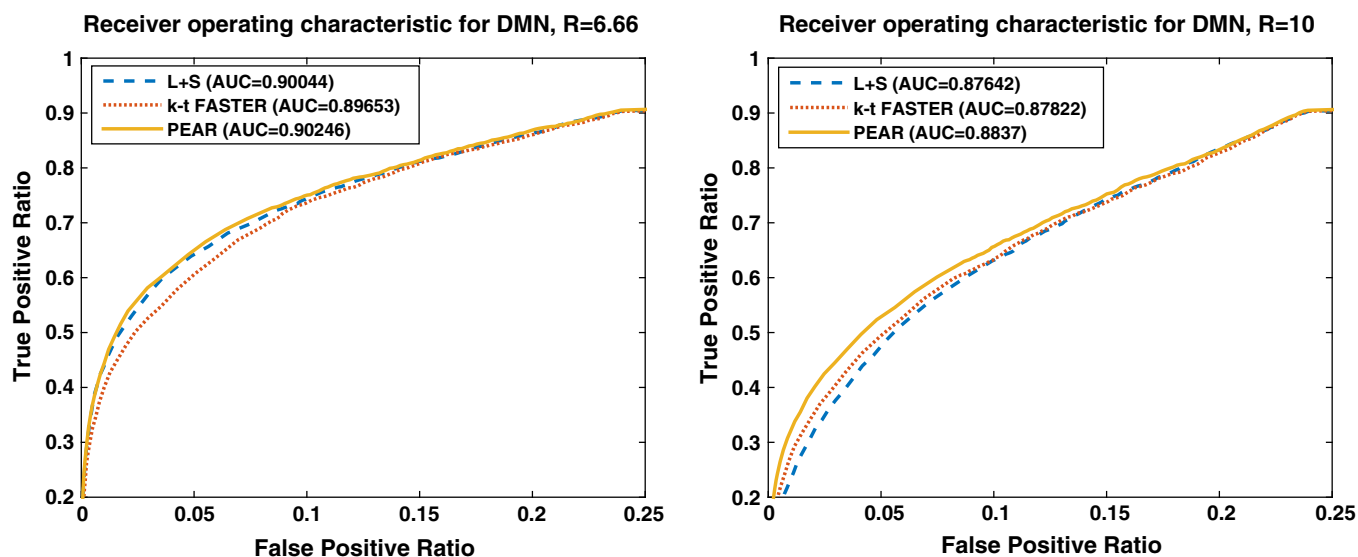 Receiver operating characteristic for DMN, R=6.66
L+S (AUC=0.90044)
k-t FASTER (AUC=0.89653)
PEAR (AUC=0.90246)
True Positive Ratio
1
0.9
0.8
0.7
0.6
0.5
0.4
0.3
0.2
0
0.05
0.1
0.15
0.2
0.25
False Positive Ratio
Receiver operating characteristic for DMN, R=10
L+S (AUC=0.87642)
k-t FASTER (AUC=0.87822)
PEAR (AUC=0.8837)
True Positive Ratio
1
0.9
0.8
0.7
0.6
0.5
0.4
0.3
0.2
0
0.05
0.1
0.15
0.2
0.25
False Positive Ratio